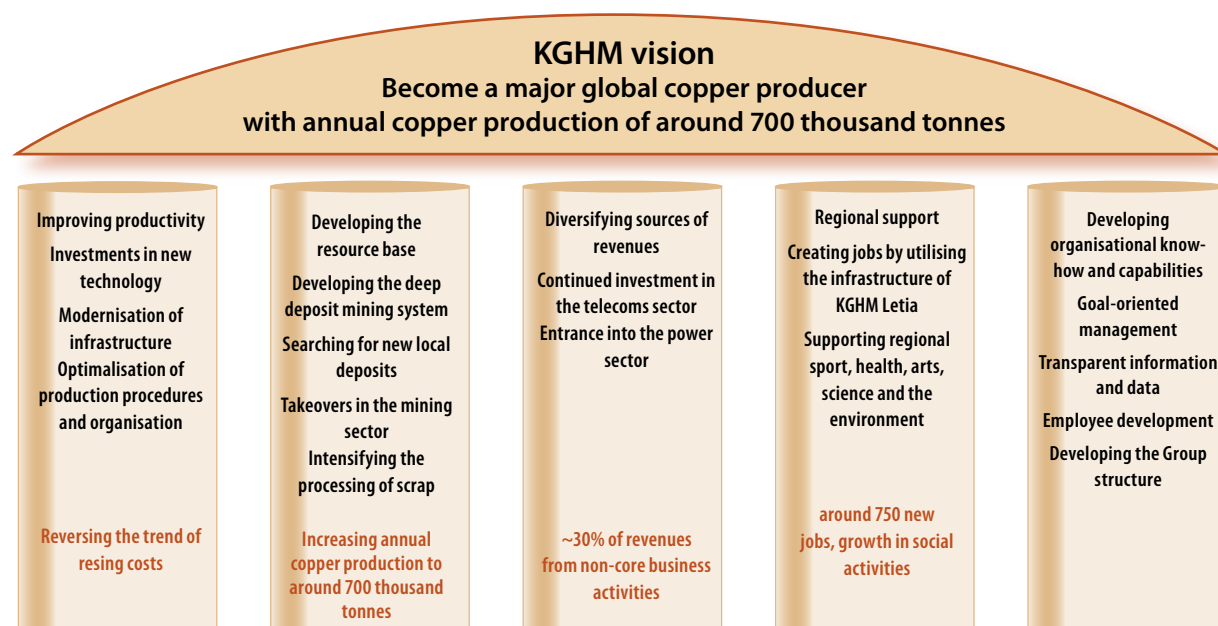 KGHM vision
Become a major global copper producer
with annual copper production of around 700 thousand tonnes
Improving productivity
Investments in new
technology
Modernisation of
infrastructure
Optimalisation of
production procedures
and organisation
Reversing the trend of
resing costs
Developing the
resource base
Developing the deep
deposit mining system
Searching for new local
deposits
Takeovers in the mining
sector
Intensifying the
processing of scrap
Increasing annual
copper production to
around 700 thousand
tonnes
Diversifying sources of
revenues
Continued investment in
the telecoms sector
Entrance into the power
sector
~30% of revenues
from non-core business
activities
Regional support
Creating jobs by utilising
the infrastructure of
KGHM Letia
Supporting regional
sport, health, arts,
science and the
environment
around 750 new
jobs, growth in social
activities
Developing
organisational know-
how and capabilities
Goal-oriented
management
Transparent information
and data
Employee development
Developing the Group
structure